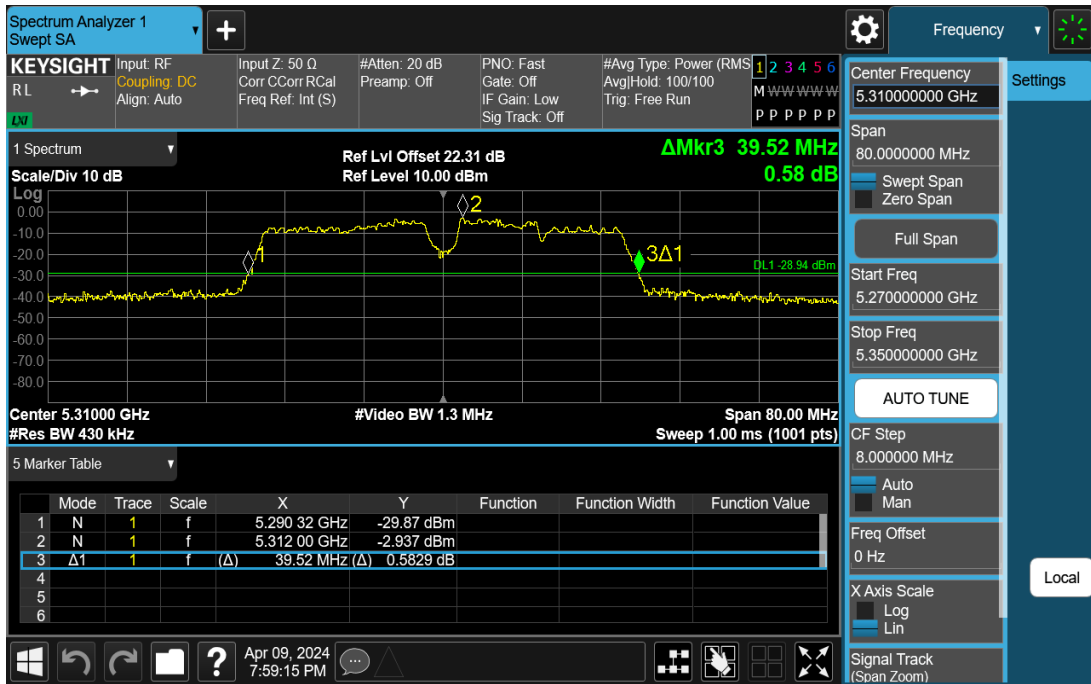 Spectrum Analyzer 1
Swept SA
+
Frequency
KEYSIGHT
R L
LXI
Input: RF
Coupling: DC
Align: Auto
Input Z: 50 Ω
Corr CCorr RCal
Freq Ref: Int (S)
#Atten: 20 dB
Preamp: Off
PNO: Fast
Gate: Off
IF Gain: Low
Sig Track: Off
#Avg Type: Power (RMS
Avg|Hold: 100/100
Trig: Free Run
1 2 3 4 5 6
M W W W W W
P P P P P P
1 Spectrum
Scale/Div 10 dB
Ref Lvl Offset 22.31 dB
Ref Level 10.00 dBm
ΔMkr3 39.52 MHz
0.58 dB
Log
0.00
-10.0
-20.0
-30.0
-40.0
-50.0
-60.0
-70.0
-80.0
1
2
3Δ1
DL1 -28.94 dBm
Center 5.31000 GHz
#Video BW 1.3 MHz
Span 80.00 MHz
#Res BW 430 kHz
Sweep 1.00 ms (1001 pts)
5 Marker Table
Mode Trace Scale X Y Function Function Width Function Value
1 N 1 f 5.290 32 GHz -29.87 dBm
2 N 1 f 5.312 00 GHz -2.937 dBm
3 Δ1 1 f (Δ) 39.52 MHz (Δ) 0.5829 dB
4
5
6
?
Apr 09, 2024
7:59:15 PM
Center Frequency
5.310000000 GHz
Span
80.0000000 MHz
Swept Span
Zero Span
Full Span
Start Freq
5.270000000 GHz
Stop Freq
5.350000000 GHz
AUTO TUNE
CF Step
8.000000 MHz
Auto
Man
Freq Offset
0 Hz
X Axis Scale
Log
Lin
Signal Track
(Span Zoom)
Settings
Local